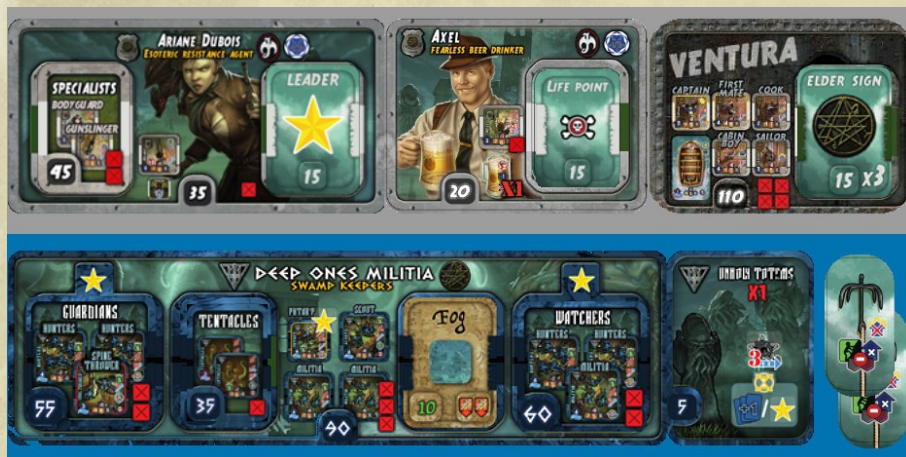 ARIANE DUBOIS
ESOTERIC RESISTANCE AGENT
SPECIALISTS
BODYGUARD
GUNSLINGER
45
35
LEADER
15
AXEL
FEARLESS BEER DRINKER
20
X1
LIFE POINT
15
VENTURA
CAPTAIN
FIRST MATE
COOK
CABIN BOY
SAILOR
110
ELDER SIGN
15 X3
DEEP ONES MILITIA
SWAMP KEEPERS
GUARDIANS
HUNTERS
HUNTERS
SPINE THROWER
55
TENTACLES
35
SCOUT
MILITIA
MILITIA
90
Fog
10
WATCHERS
HUNTERS
HUNTERS
MILITIA
60
UNHOLY TOTEMS
X1
3
5
+1/